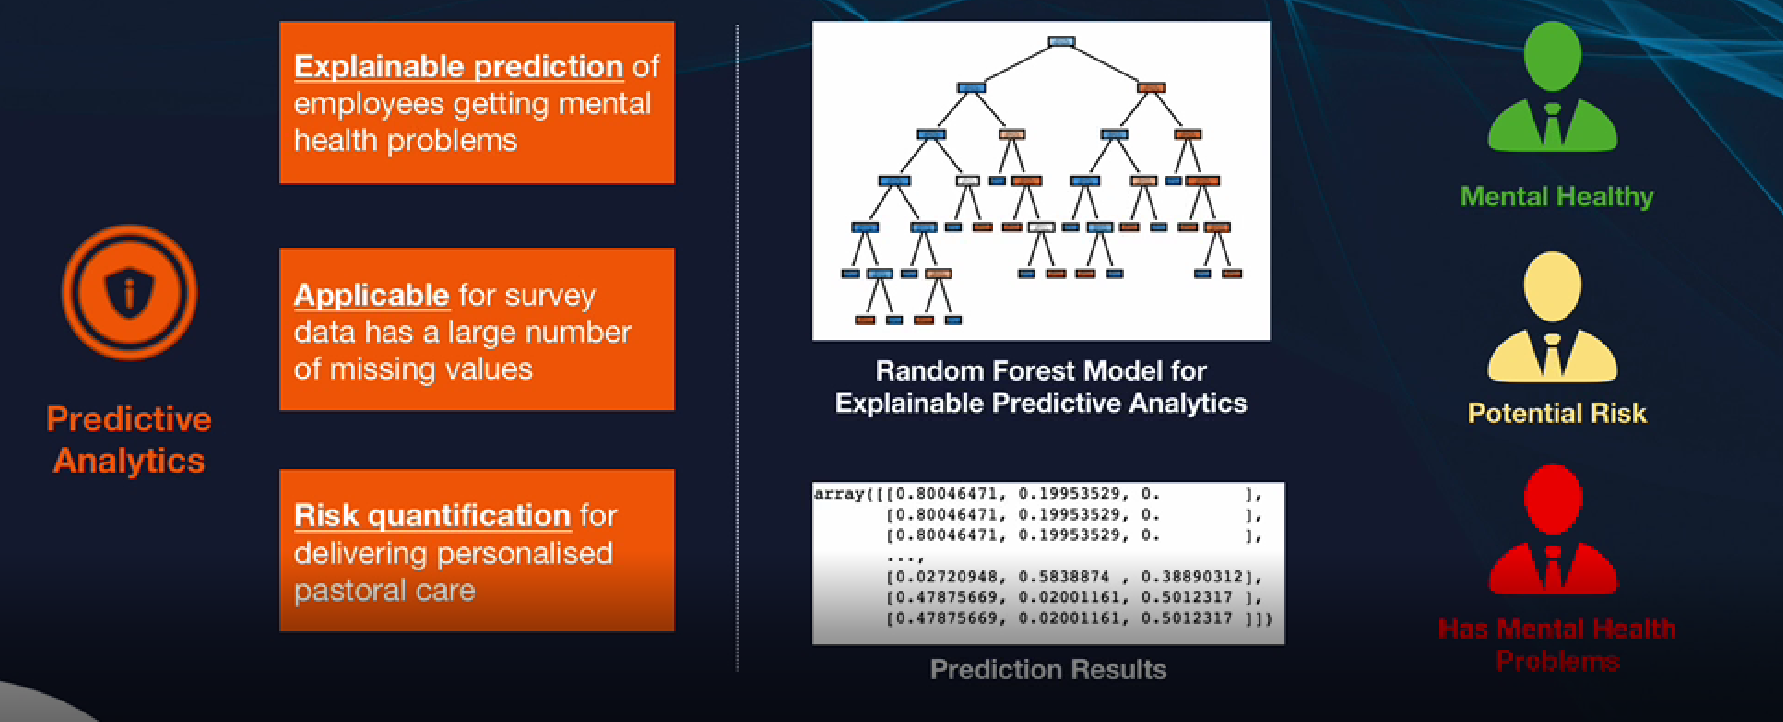 Predictive
Analytics
Explainable prediction of
employees getting mental
health problems
Applicable for survey
data has a large number
of missing values
Risk quantification for
delivering personalised
pastoral care
Random Forest Model for
Explainable Predictive Analytics
array([[0.80046471, 0.19953529, 0.        ],
[0.80046471, 0.19953529, 0.        ],
[0.80046471, 0.19953529, 0.        ],
...,
[0.02720948, 0.5838874 , 0.38890312],
[0.47875669, 0.02001161, 0.5012317 ],
[0.47875669, 0.02001161, 0.5012317 ]])
Prediction Results
Mental Healthy
Potential Risk
Has Mental Health
Problems